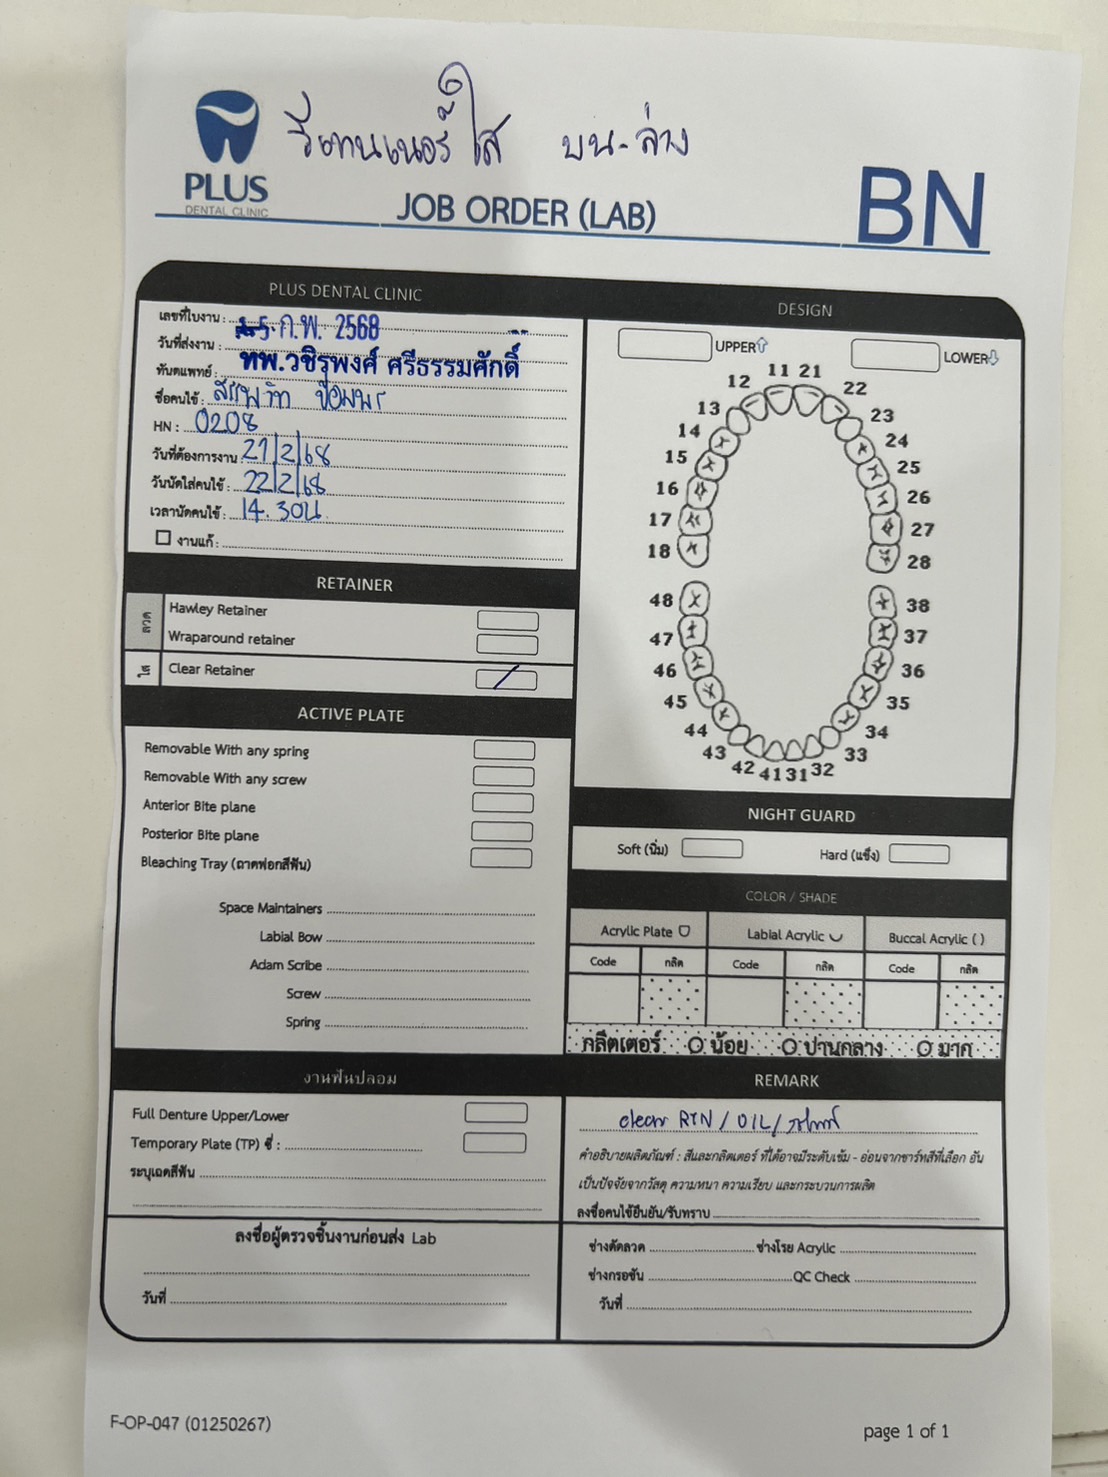 รีเทนเนอร์ใส บน-ล่าง
PLUS
DENTAL CLINIC
JOB ORDER (LAB)
BN
PLUS DENTAL CLINIC
เลขที่ใบงาน :
วันที่ส่งงาน : ก.พ. 2568
ทันตแพทย์ : ทพ.วชิรพงศ์ ศรีธรรมศักดิ์
ชื่อคนไข้ :
HN : 0208
วันที่ต้องการงาน 21/2/68
วันนัดใส่คนไข้ : 22/2/68
เวลานัดคนไข้ : 14.30น
งานแก้ :
RETAINER
ลวด
Hawley Retainer
Wraparound retainer
ใส
Clear Retainer
ACTIVE PLATE
Removable With any spring
Removable With any screw
Anterior Bite plane
Posterior Bite plane
Bleaching Tray (ถาดฟอกสีฟัน)
Space Maintainers
Labial Bow
Adam Scribe
Screw
Spring
งานฟันปลอม
Full Denture Upper/Lower
Temporary Plate (TP) ซี่ :
ระบุเฉดสีฟัน
ลงชื่อผู้ตรวจชิ้นงานก่อนส่ง Lab
วันที่
DESIGN
UPPER
LOWER
11 21
12 22
13 23
14 24
15 25
16 26
17 27
18 28
48 38
47 37
46 36
45 35
44 34
43 33
42 41 31 32
NIGHT GUARD
Soft (นิ่ม)
Hard (แข็ง)
COLOR / SHADE
Acrylic Plate Labial Acrylic Buccal Acrylic ( )
Code กลิต Code กลิต Code กลิต
กลิตเตอร์ น้อย ปานกลาง มาก
REMARK
clear RTN / OIL /
คำอธิบายผลิตภัณฑ์ : สีและกลิตเตอร์ ที่ได้อาจมีระดับเข้ม - อ่อนจากชาร์ทสีที่เลือก อัน
เป็นปัจจัยจากวัสดุ ความหนา ความเรียบ และกระบวนการผลิต
ลงชื่อคนไข้ยืนยัน/รับทราบ
ช่างดัดลวด ช่างโรย Acrylic
ช่างกรอขัน QC Check
วันที่
F-OP-047 (01250267)
page 1 of 1